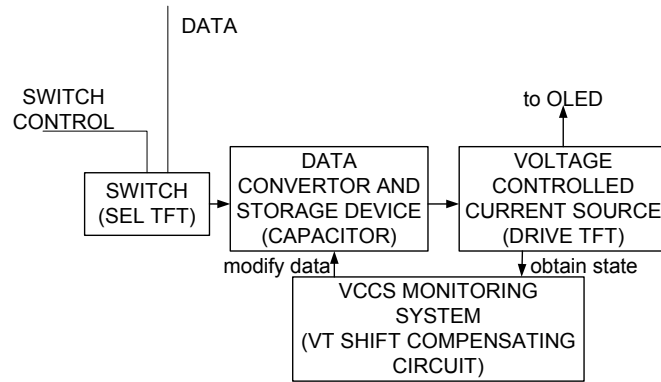 DATA
SWITCH
CONTROL
to OLED
SWITCH
(SEL TFT)
DATA
CONVERTOR AND
STORAGE DEVICE
(CAPACITOR)
VOLTAGE
CONTROLLED
CURRENT SOURCE
(DRIVE TFT)
modify data
obtain state
VCCS MONITORING
SYSTEM
(VT SHIFT COMPENSATING
CIRCUIT)